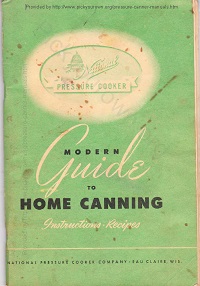 Provided by http://www.pickyourown.org/pressure-canner-manuals.htm
National
PRESSURE COOKER
MODERN
Guide
TO
HOME CANNING
Instructions · Recipes
NATIONAL PRESSURE COOKER COMPANY · EAU CLAIRE, WIS.